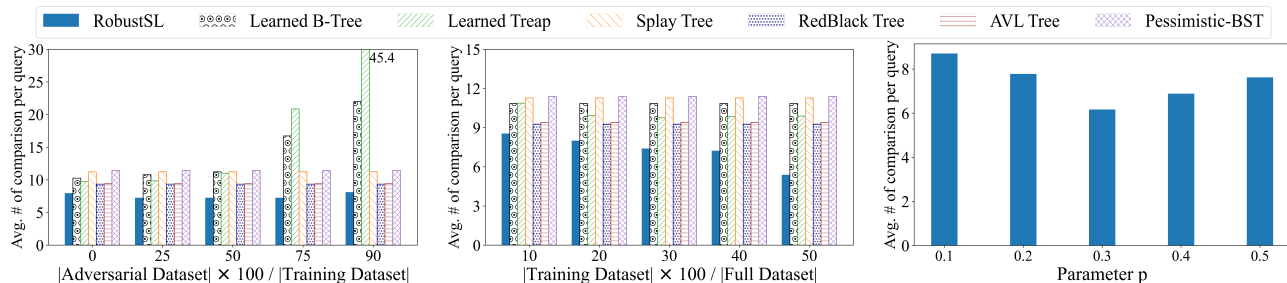 RobustSL Learned B-Tree Learned Treap Splay Tree RedBlack Tree AVL Tree Pessimistic-BST
Avg. # of comparison per query
30
25
20
15
10
5
0
45.4
0 25 50 75 90
|Adversarial Dataset| × 100 / |Training Dataset|
Avg. # of comparison per query
15
12
9
6
3
0
10 20 30 40 50
|Training Dataset| × 100 / |Full Dataset|
Avg. # of comparison per query
8
6
4
2
0
0.1 0.2 0.3 0.4 0.5
Parameter p